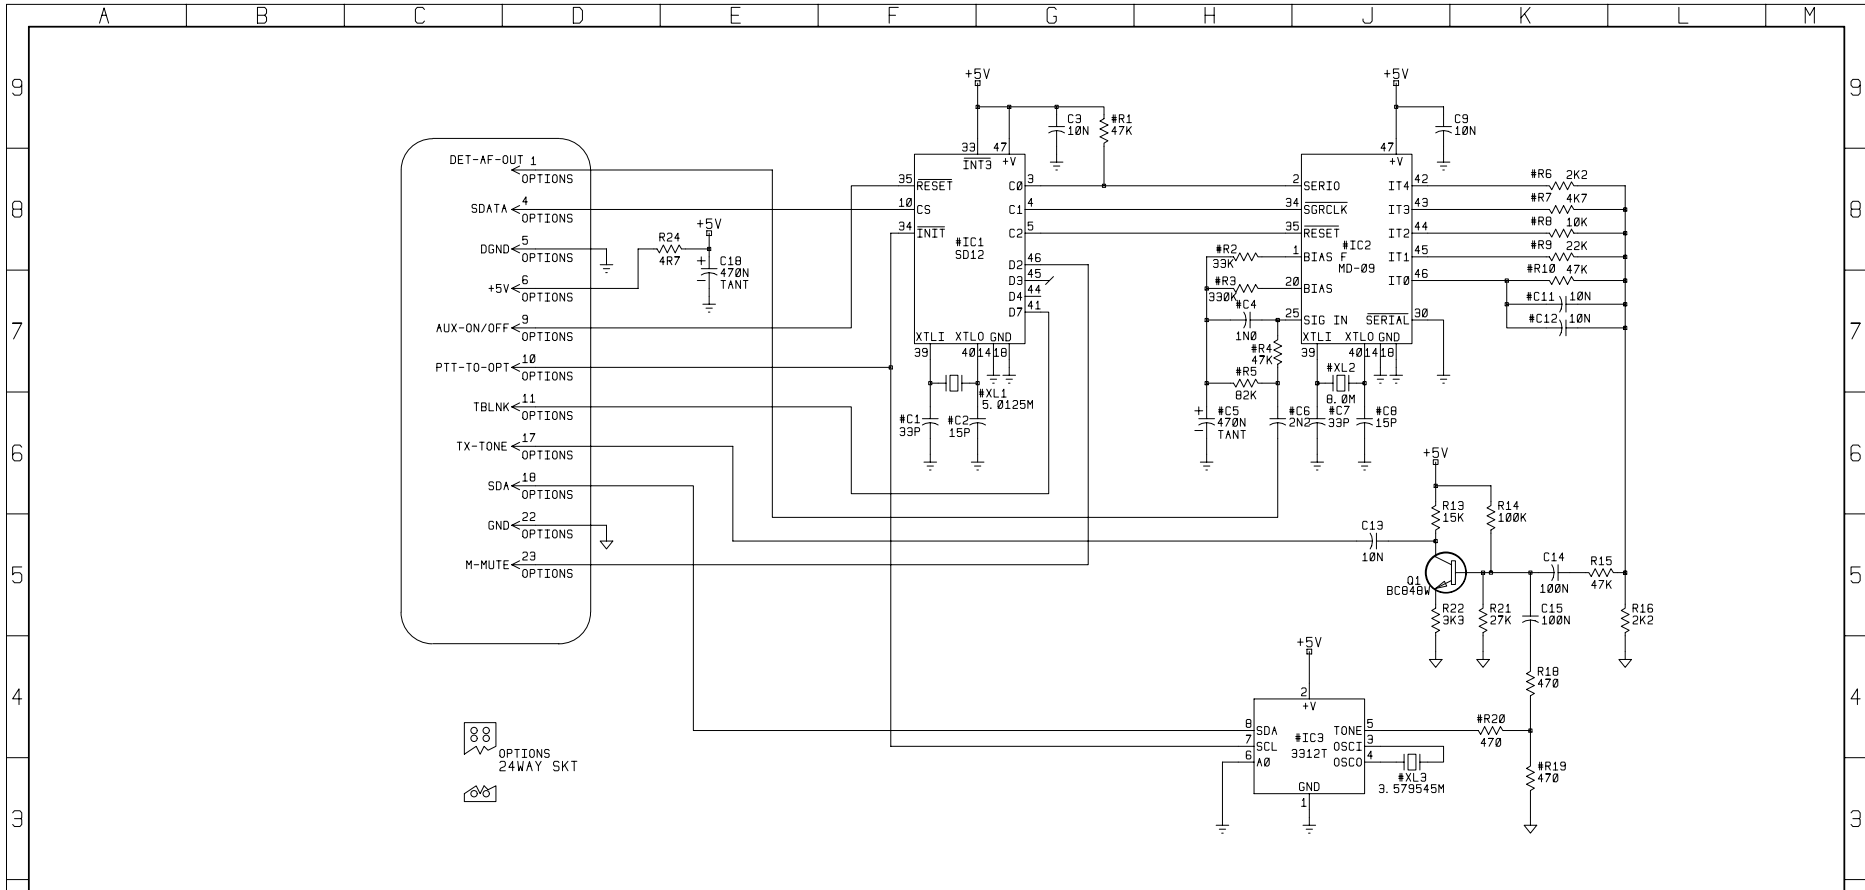 A B C D E F G H J K L M
9 9
8 8
7 7
6 6
5 5
4 4
3 3
DET-AF-OUT 1
OPTIONS
SDATA 4
OPTIONS
DGND 5
OPTIONS
+5V 6
OPTIONS
AUX-ON/OFF 9
OPTIONS
PTT-TO-OPT 10
OPTIONS
TBLNK 11
OPTIONS
TX-TONE 17
OPTIONS
SDA 18
OPTIONS
GND 22
OPTIONS
M-MUTE 23
OPTIONS
OPTIONS
24WAY SKT
R24
4R7
+5V
C18
470N
TANT
+
−
+5V
C3
10N
#R1
47K
33 47
INT3 +V
35 RESET C0 3
10 CS C1 4
34 INIT C2 5
#IC1
SD12
D2 46
D3 45
D4 44
D7 41
XTLI XTLO GND
39 40 14 18
#XL1
5.0125M
#C1
33P
#C2
15P
+5V
C9
10N
47
+V
2 SERIO IT4 42
34 SGRCLK IT3 43
35 RESET IT2 44
1 BIAS F IT1 45
#IC2
MD-09
20 BIAS IT0 46
25 SIG IN SERIAL 30
XTLI XTLO GND
39 40 14 18
#R2
33K
#R3
330K
#C4
1N0
#R4
47K
#R5
82K
+
−
#C5
470N
TANT
#C6
2N2
#XL2
8.0M
#C7
33P
#C8
15P
#R6 2K2
#R7 4K7
#R8 10K
#R9 22K
#R10 47K
#C11 10N
#C12 10N
+5V
R13
15K
R14
100K
C13
10N
Q1
BC848W
C14
100N
R15
47K
R22
3K3
R21
27K
C15
100N
R16
2K2
R18
470
#R20
470
#R19
470
+5V
2
+V
8 SDA TONE 5
7 SCL OSCI 3
6 A0 OSCO 4
#IC3
3312T
GND
1
#XL3
3.579545M